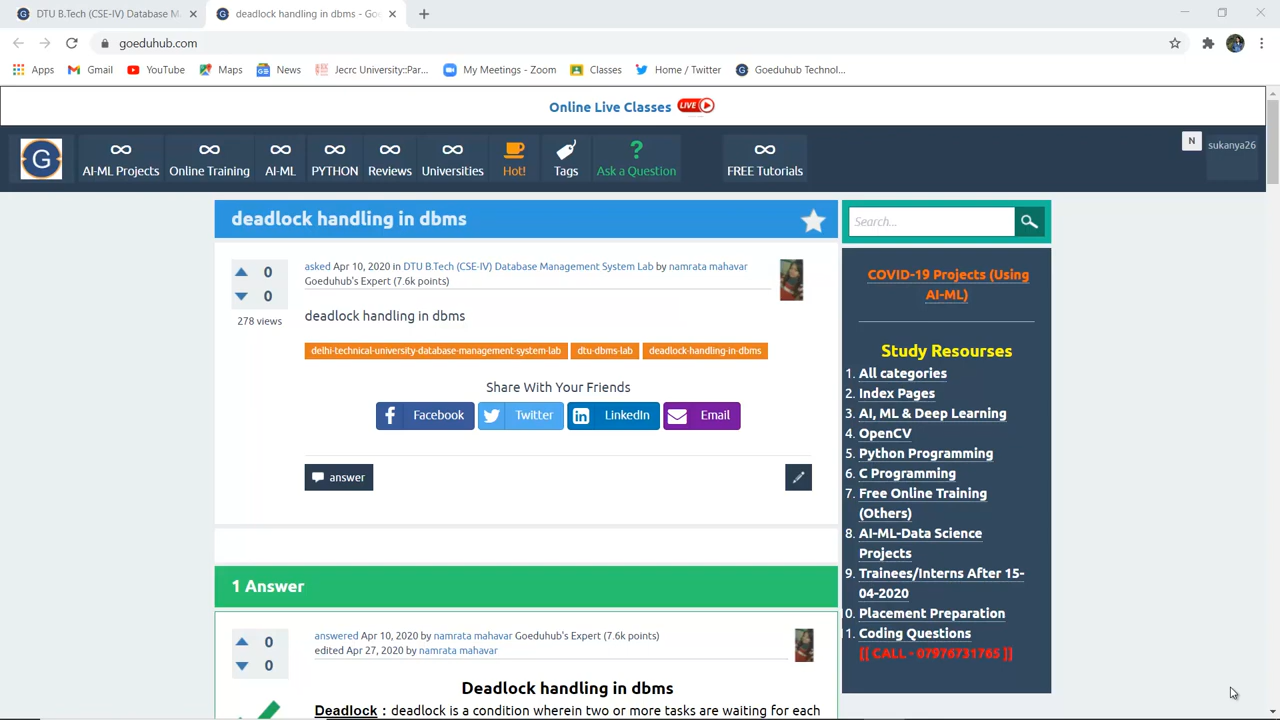 DTU B.Tech (CSE-IV) Database M
deadlock handling in dbms - Go
goeduhub.com
Apps
Gmail
YouTube
Maps
News
Jecrc University::Par...
My Meetings - Zoom
Classes
Home / Twitter
Goeduhub Technol...
Online Live Classes LIVE
G
AI-ML Projects
Online Training
AI-ML
PYTHON
Reviews
Universities
Hot!
Tags
Ask a Question
FREE Tutorials
N
sukanya26
deadlock handling in dbms
0
0
278 views
asked Apr 10, 2020 in DTU B.Tech (CSE-IV) Database Management System Lab by namrata mahavar
Goeduhub's Expert (7.6k points)
deadlock handling in dbms
delhi-technical-university-database-management-system-lab dtu-dbms-lab deadlock-handling-in-dbms
Share With Your Friends
Facebook Twitter LinkedIn Email
answer
1 Answer
0
0
answered Apr 10, 2020 by namrata mahavar Goeduhub's Expert (7.6k points)
edited Apr 27, 2020 by namrata mahavar
Deadlock handling in dbms
Deadlock : deadlock is a condition wherein two or more tasks are waiting for each
Search...
COVID-19 Projects (Using
AI-ML)
Study Resourses
1. All categories
2. Index Pages
3. AI, ML & Deep Learning
4. OpenCV
5. Python Programming
6. C Programming
7. Free Online Training
(Others)
8. AI-ML-Data Science
Projects
9. Trainees/Interns After 15-
04-2020
10. Placement Preparation
11. Coding Questions
[[ CALL - 07976731765 ]]